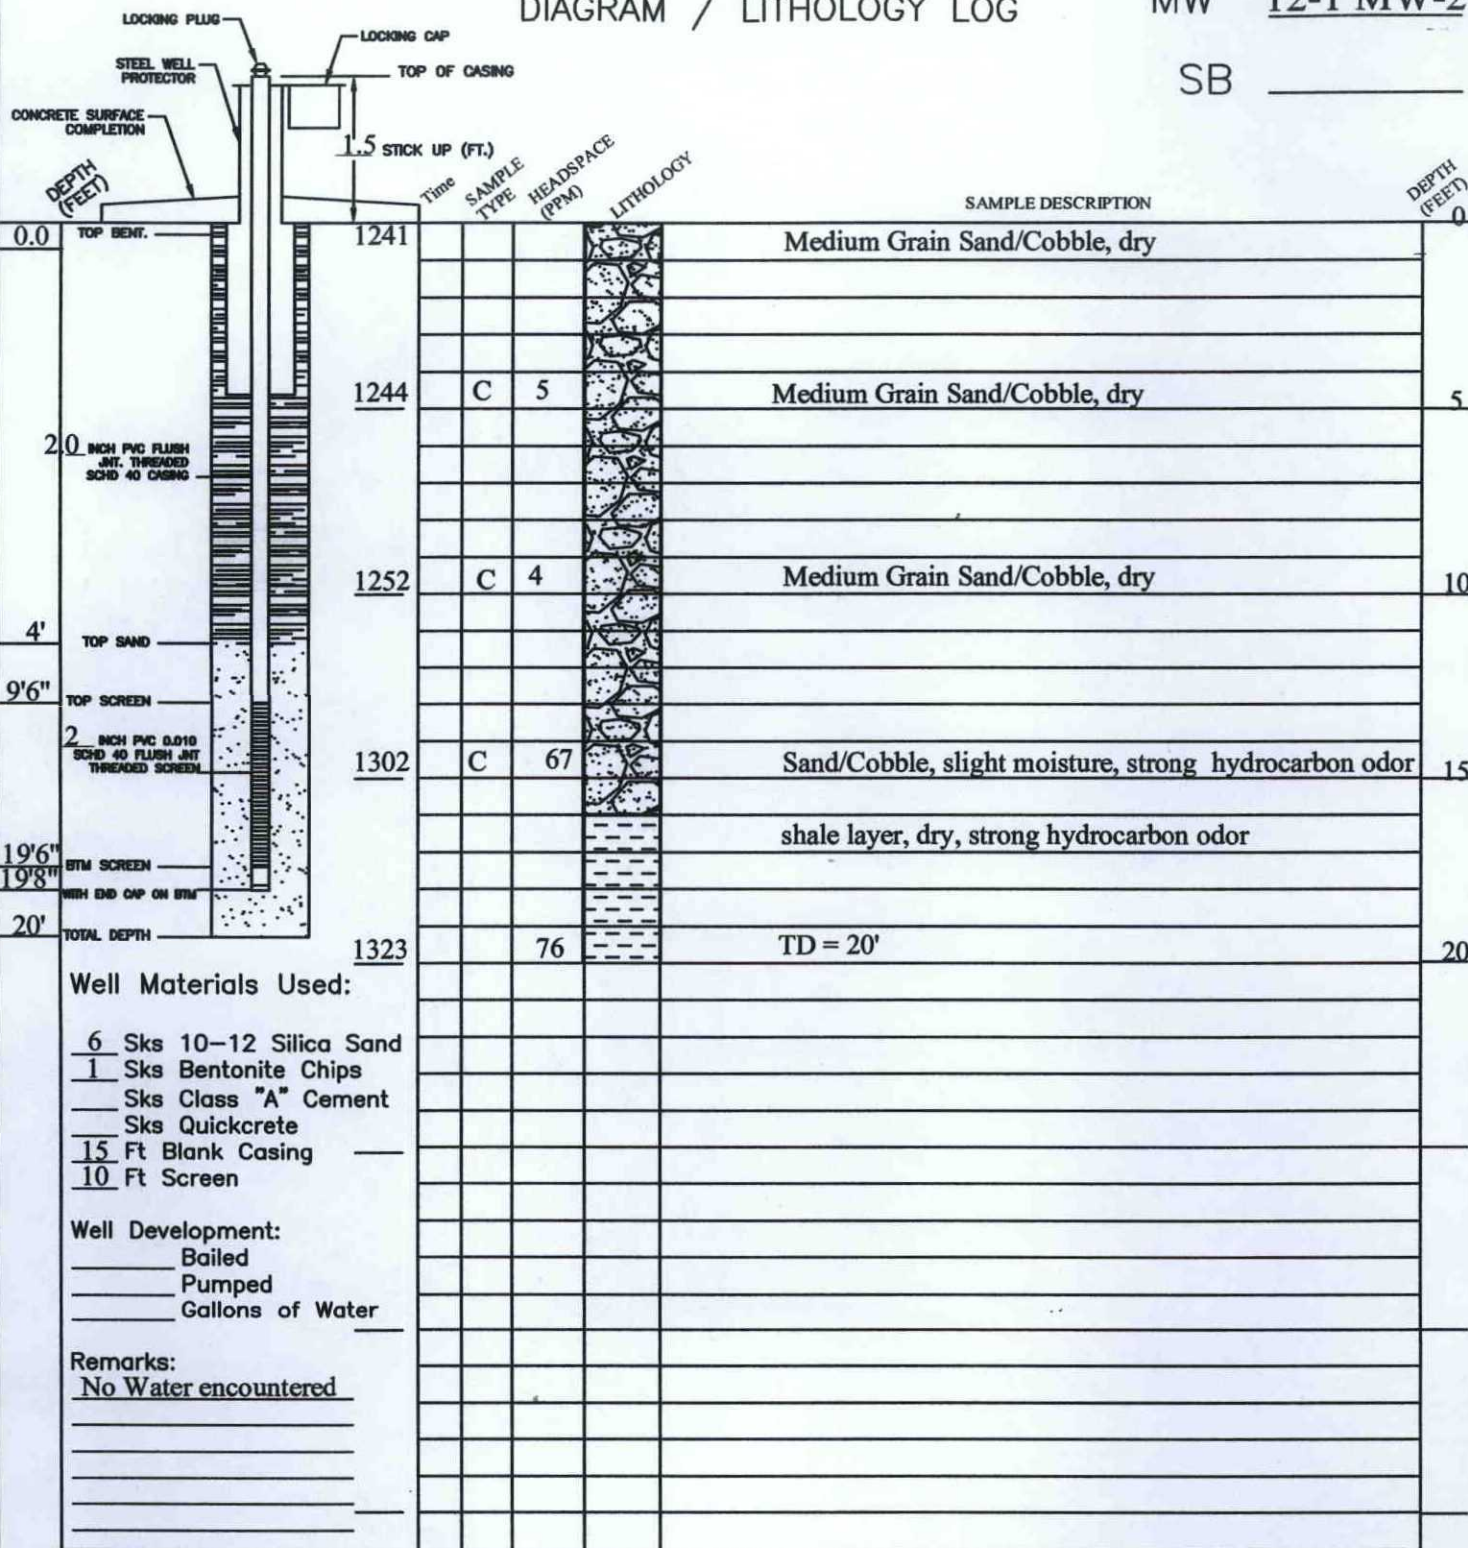 DIAGRAM / LITHOLOGY LOG
MW 12-1 MW-2
SB
LOCKING PLUG
LOCKING CAP
STEEL WELL
PROTECTOR
TOP OF CASING
CONCRETE SURFACE
COMPLETION
1.5 STICK UP (FT.)
DEPTH
(FEET)
Time
SAMPLE
TYPE
HEADSPACE
(PPM)
LITHOLOGY
SAMPLE DESCRIPTION
DEPTH
(FEET)
0
0.0 TOP BENT.
1241 Medium Grain Sand/Cobble, dry
1244 C 5 Medium Grain Sand/Cobble, dry
5
2.0 INCH PVC FLUSH
JNT. THREADED
SCHD 40 CASING
1252 C 4 Medium Grain Sand/Cobble, dry
10
4' TOP SAND
9'6" TOP SCREEN
2 INCH PVC 0.010
SCHD 40 FLUSH JNT
THREADED SCREEN
1302 C 67 Sand/Cobble, slight moisture, strong hydrocarbon odor
15
shale layer, dry, strong hydrocarbon odor
19'6" BTM SCREEN
19'8" WITH END CAP ON BTM
20' TOTAL DEPTH
1323 76 TD = 20'
20
Well Materials Used:
6 Sks 10-12 Silica Sand
1 Sks Bentonite Chips
Sks Class "A" Cement
Sks Quickcrete
15 Ft Blank Casing
10 Ft Screen
Well Development:
Bailed
Pumped
Gallons of Water
Remarks:
No Water encountered